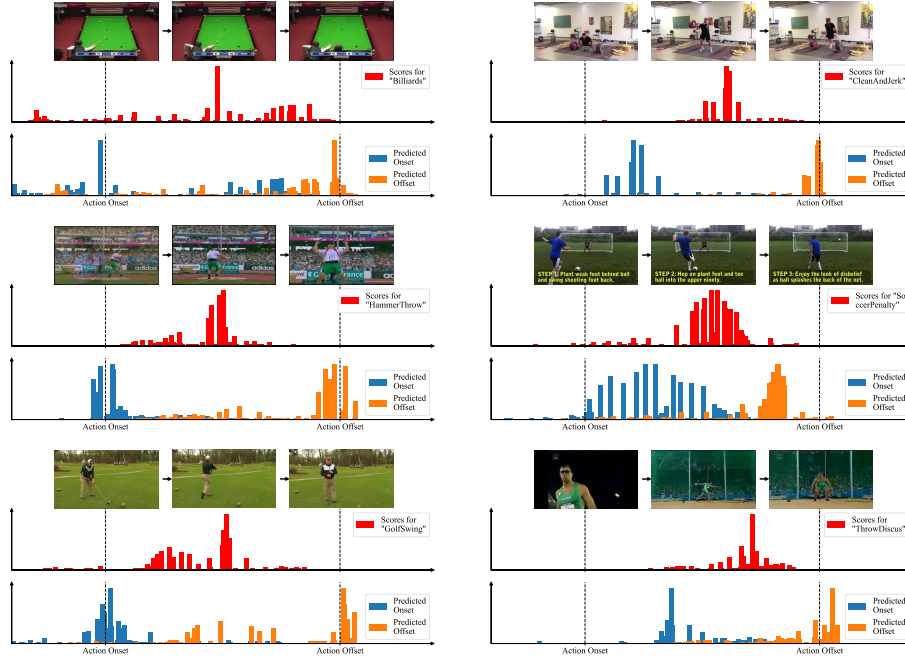 Scores for
"Billiards"
Predicted
Onset
Predicted
Offset
Action Onset
Action Offset
Scores for
"CleanAndJerk"
Predicted
Onset
Predicted
Offset
Action Onset
Action Offset
adidas
Scores for
"HammerThrow"
Predicted
Onset
Predicted
Offset
Action Onset
Action Offset
STEP 1: Plant weak foot behind ball
and swing shooting foot back.
STEP 2: Hop on plant foot and toe
ball into the upper ninety.
STEP 3: Enjoy the look of disbelief
as ball splashes the back of the net.
Scores for "So
ccerPenalty"
Predicted
Onset
Predicted
Offset
Action Onset
Action Offset
Scores for
"GolfSwing"
Predicted
Onset
Predicted
Offset
Action Onset
Action Offset
Scores for
"ThrowDiscus"
Predicted
Onset
Predicted
Offset
Action Onset
Action Offset